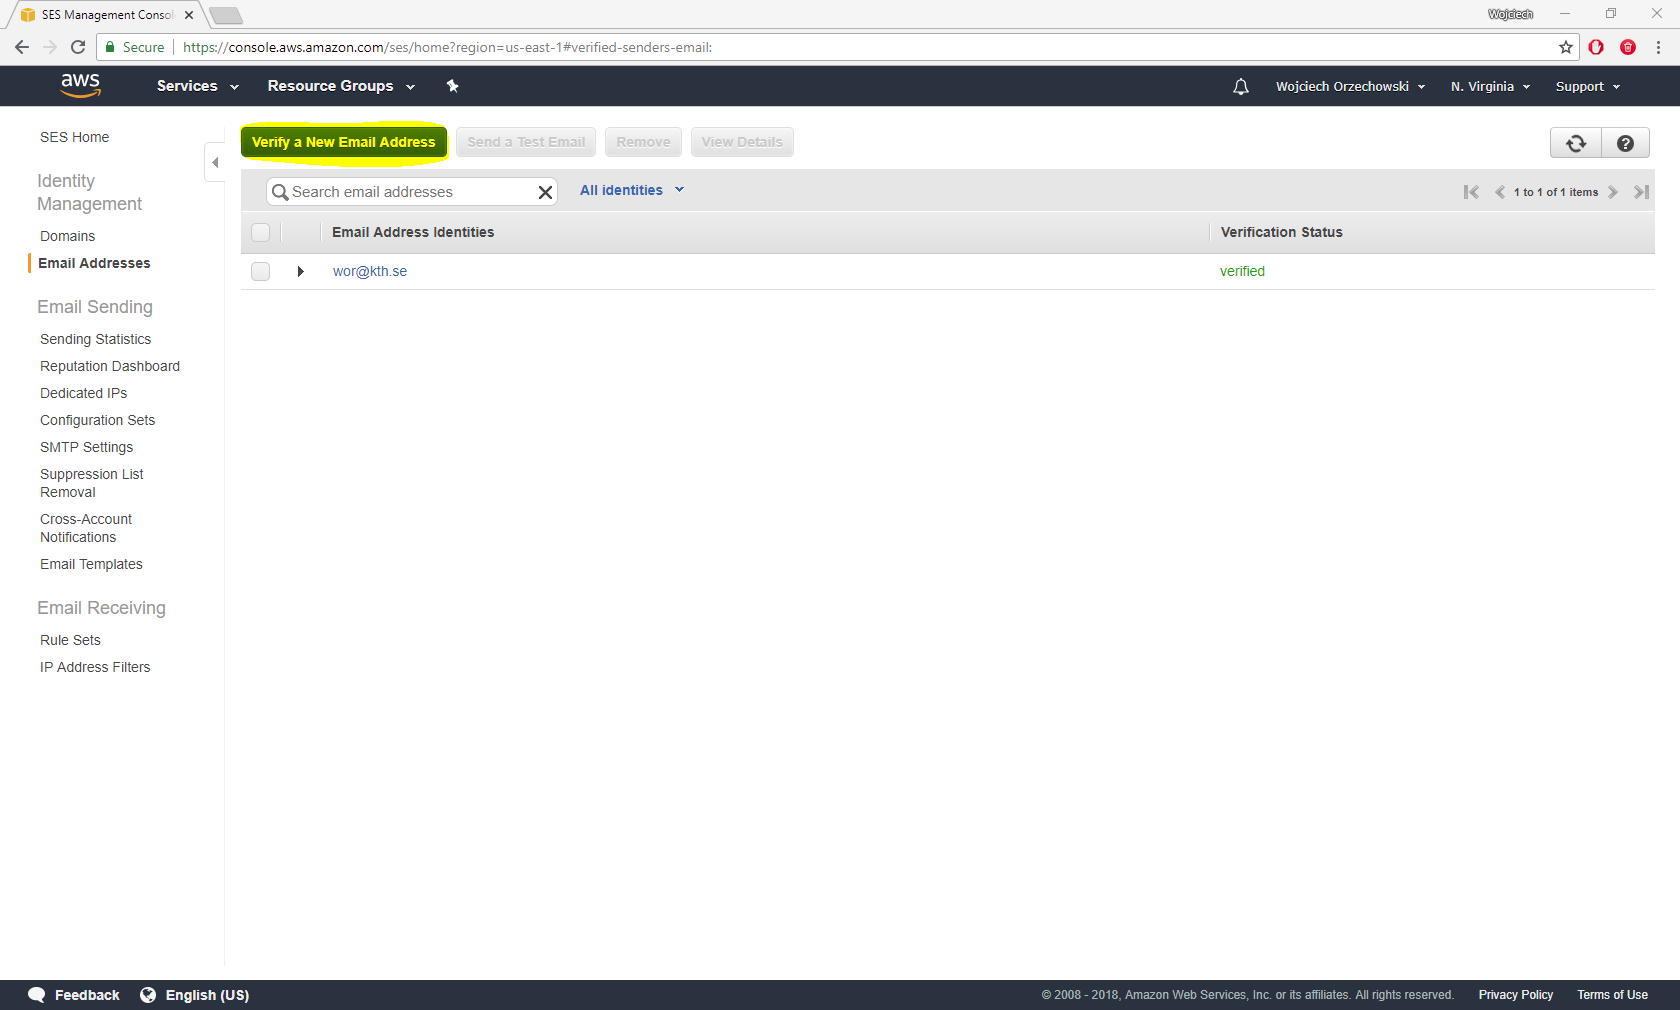 SES Management Consol
Wojciech
Secure
https://console.aws.amazon.com/ses/home?region=us-east-1#verified-senders-email:
aws
Services
Resource Groups
Wojciech Orzechowski
N. Virginia
Support
SES Home
Identity
Management
Domains
Email Addresses
Email Sending
Sending Statistics
Reputation Dashboard
Dedicated IPs
Configuration Sets
SMTP Settings
Suppression List
Removal
Cross-Account
Notifications
Email Templates
Email Receiving
Rule Sets
IP Address Filters
Verify a New Email Address
Send a Test Email
Remove
View Details
Search email addresses
All identities
1 to 1 of 1 items
Email Address Identities
Verification Status
wor@kth.se
verified
Feedback
English (US)
© 2008 - 2018, Amazon Web Services, Inc. or its affiliates. All rights reserved.
Privacy Policy
Terms of Use